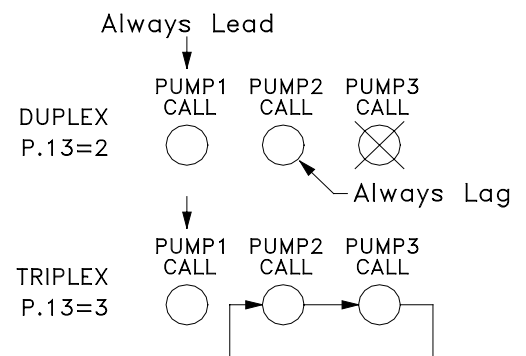 Always Lead
PUMP1 PUMP2 PUMP3
CALL CALL CALL
DUPLEX
P.13=2
Always Lag
PUMP1 PUMP2 PUMP3
CALL CALL CALL
TRIPLEX
P.13=3